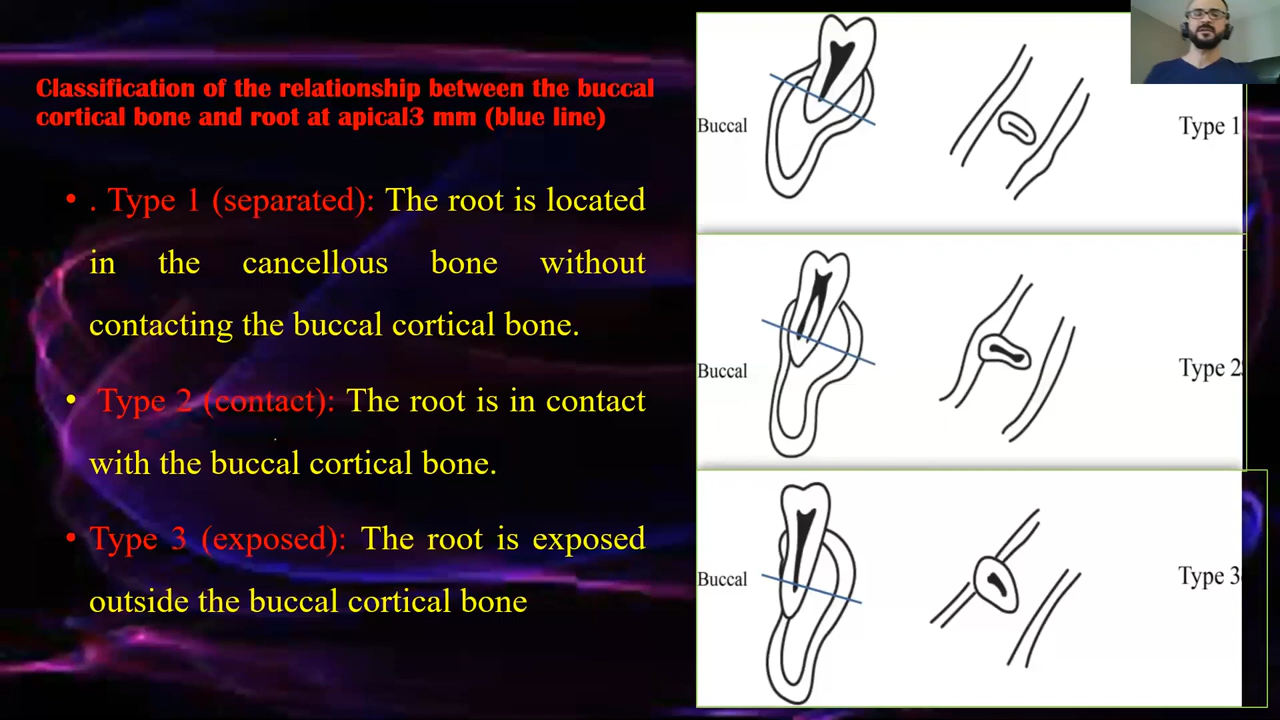 Classification of the relationship between the buccal
cortical bone and root at apical3 mm (blue line)
• . Type 1 (separated): The root is located
in the cancellous bone without
contacting the buccal cortical bone.
• Type 2 (contact): The root is in contact
with the buccal cortical bone.
• Type 3 (exposed): The root is exposed
outside the buccal cortical bone
Buccal
Type 1
Buccal
Type 2
Buccal
Type 3